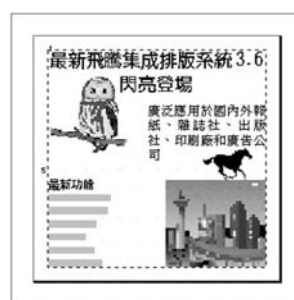 最新飛騰集成排版系統3.6
閃亮登場
廣泛應用於國內外報
紙、雜誌社、出版
社、印刷廠和廣告公
司
最新功能